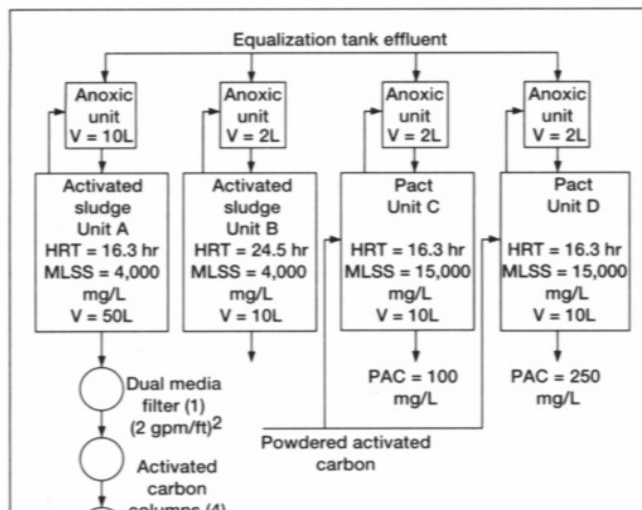 Equalization tank effluent
Anoxic
unit
V = 10L
Anoxic
unit
V = 2L
Anoxic
unit
V = 2L
Anoxic
unit
V = 2L
Activated
sludge
Unit A
HRT = 16.3 hr
MLSS = 4,000
mg/L
V = 50L
Activated
sludge
Unit B
HRT = 24.5 hr
MLSS = 4,000
mg/L
V = 10L
Pact
Unit C
HRT = 16.3 hr
MLSS = 15,000
mg/L
V = 10L
Pact
Unit D
HRT = 16.3 hr
MLSS = 15,000
mg/L
V = 10L
Dual media
filter (1)
(2 gpm/ft)2
PAC = 100
mg/L
PAC = 250
mg/L
Powdered activated
carbon
Activated
carbon
columns (4)